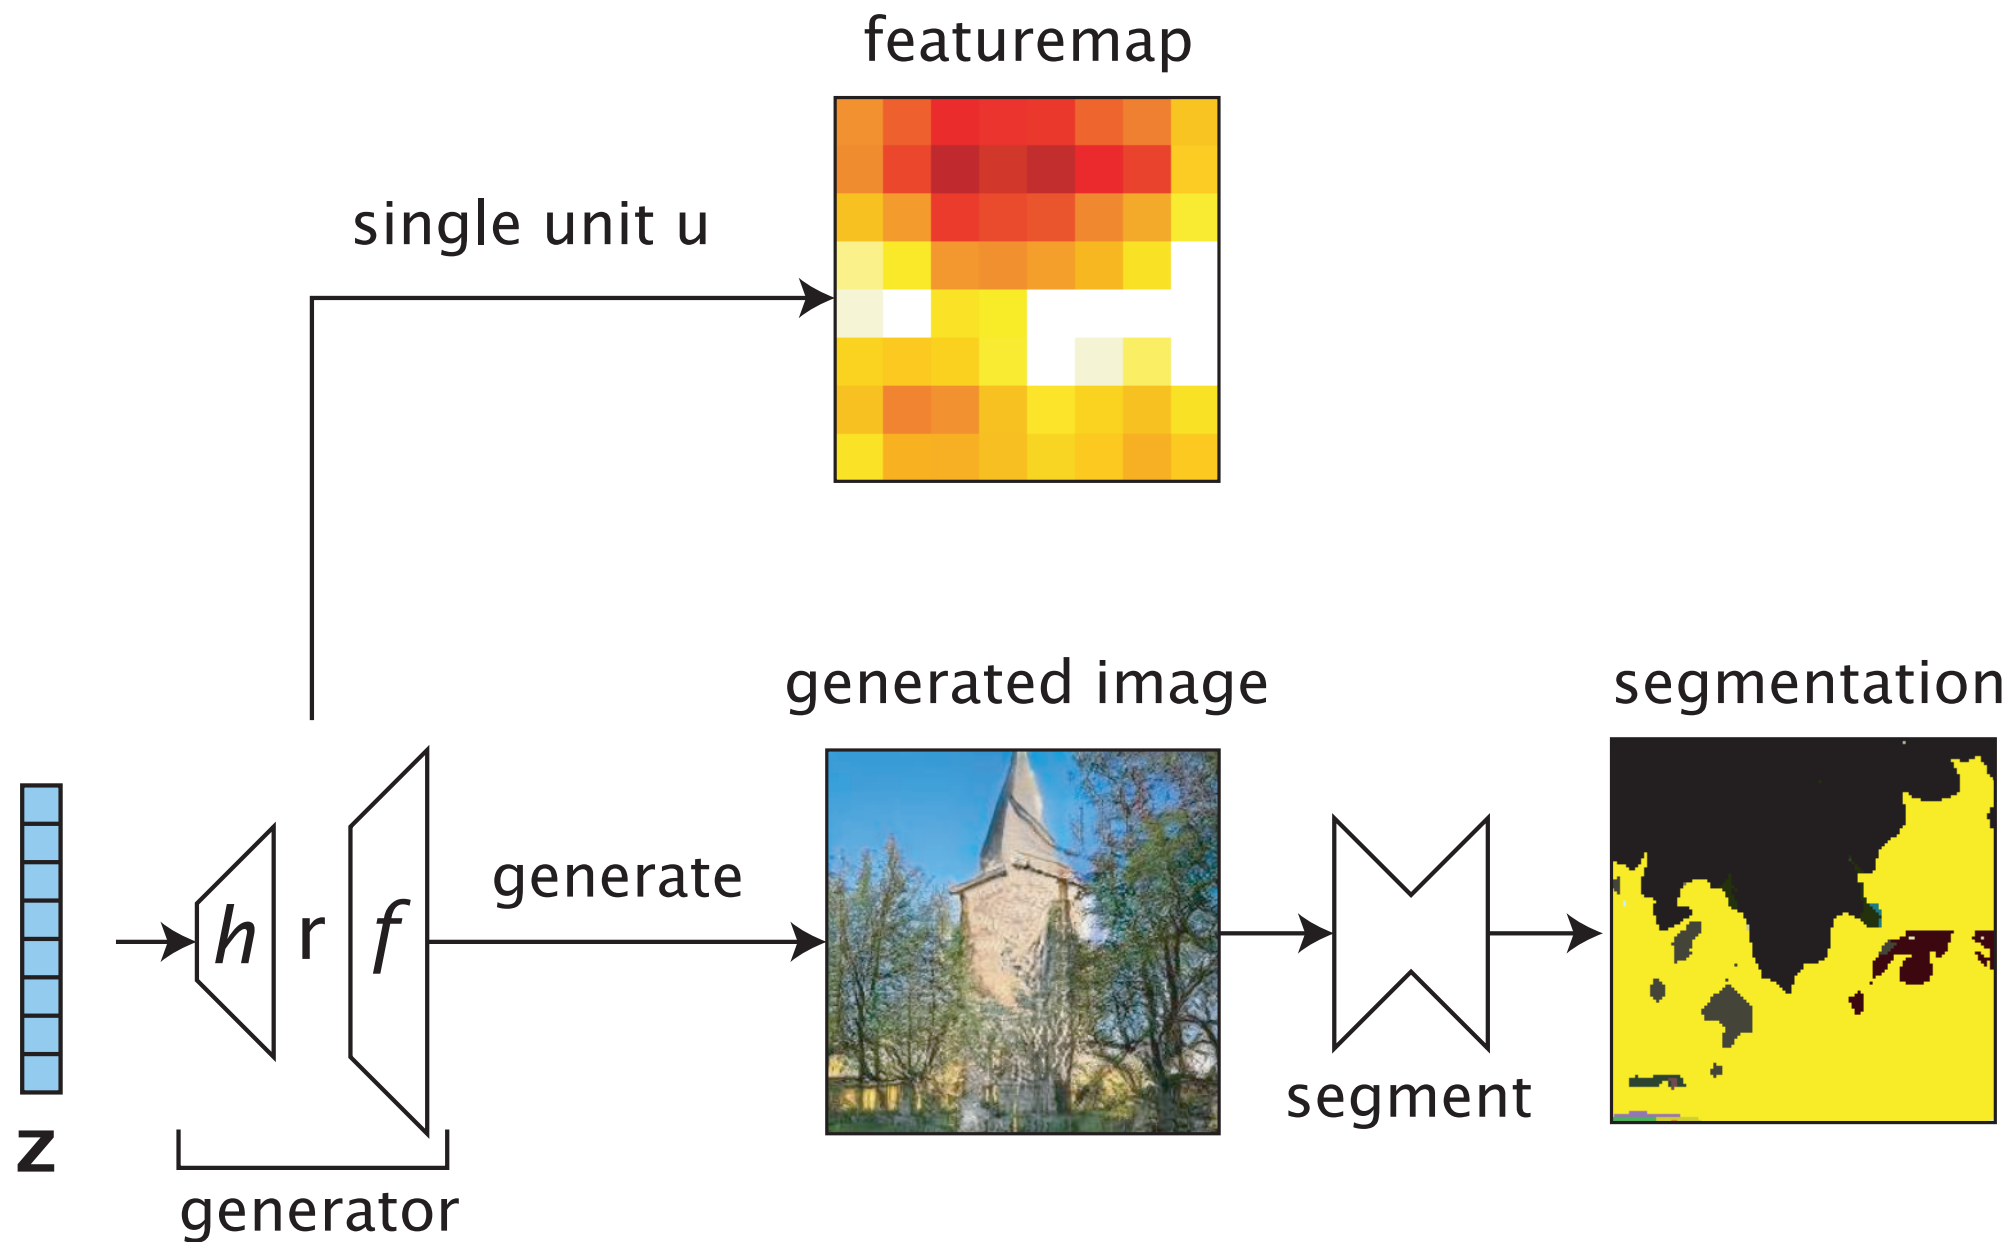 featuremap
single unit u
generated image
segmentation
h r f
generate
segment
z
generator